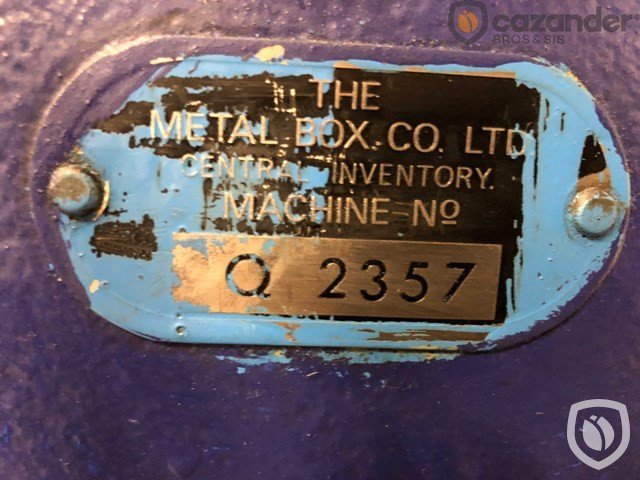 cazander
BROS & SIS
THE
METAL BOX. CO. LTD
CENTRAL INVENTORY.
MACHINE Nº
Q 2357